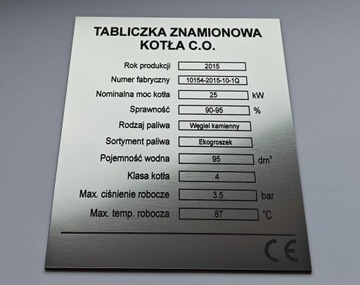 TABLICZKA ZNAMIONOWA
KOTŁA C.O.
Rok produkcji 2015
Numer fabryczny 10154-2015-10-1Q
Nominalna moc kotła 25 kW
Sprawność 90-95 %
Rodzaj paliwa Węgiel kamienny
Sortyment paliwa Ekogroszek
Pojemność wodna 95 dm³
Klasa kotła 4
Max. ciśnienie robocze 3.5 bar
Max. temp. robocza 87 °C
CE